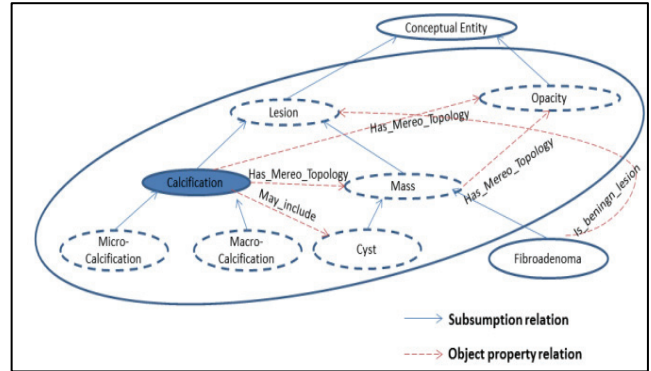 Conceptual Entity
Lesion
Opacity
Has_Mereo_Topology
Calcification
Has_Mereo_Topology
Mass
Has_Mereo_Topology
Is_beningn_lesion
May_include
Micro-
Calcification
Macro-
Calcification
Cyst
Fibroadenoma
Subsumption relation
Object property relation